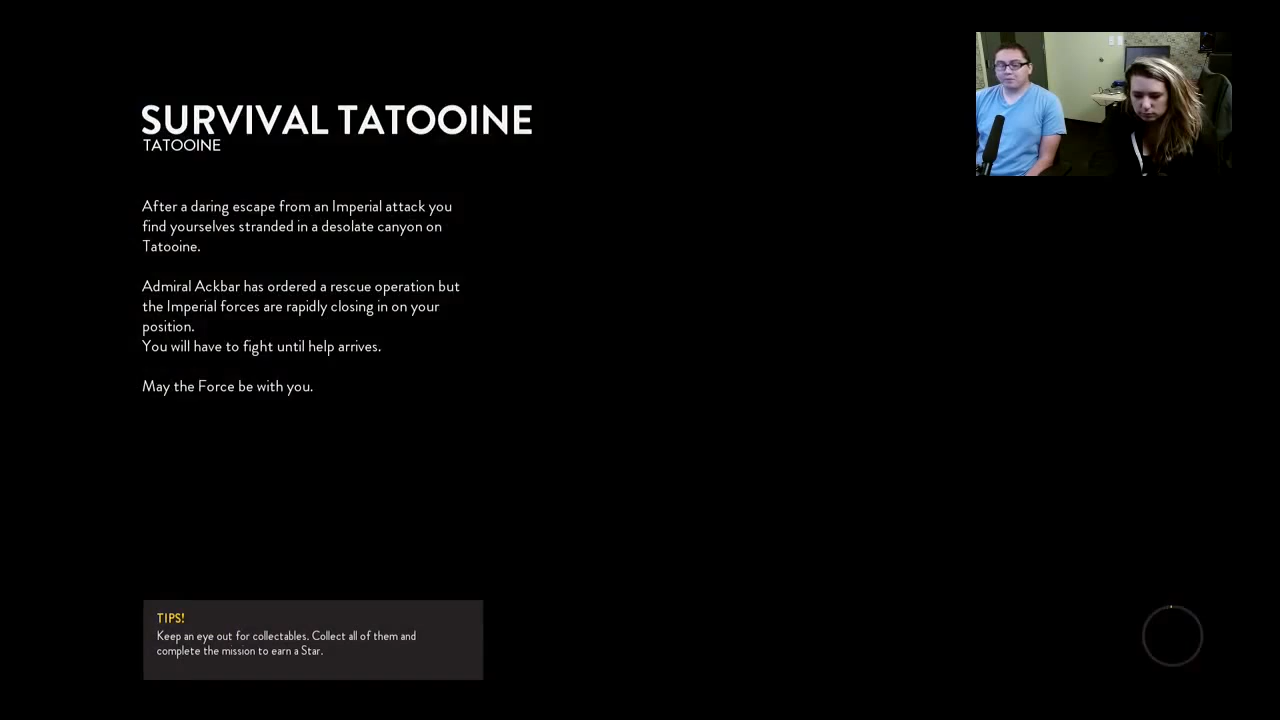 SURVIVAL TATOOINE
TATOOINE
After a daring escape from an Imperial attack you
find yourselves stranded in a desolate canyon on
Tatooine.
Admiral Ackbar has ordered a rescue operation but
the Imperial forces are rapidly closing in on your
position.
You will have to fight until help arrives.
May the Force be with you.
TIPS!
Keep an eye out for collectables. Collect all of them and
complete the mission to earn a Star.